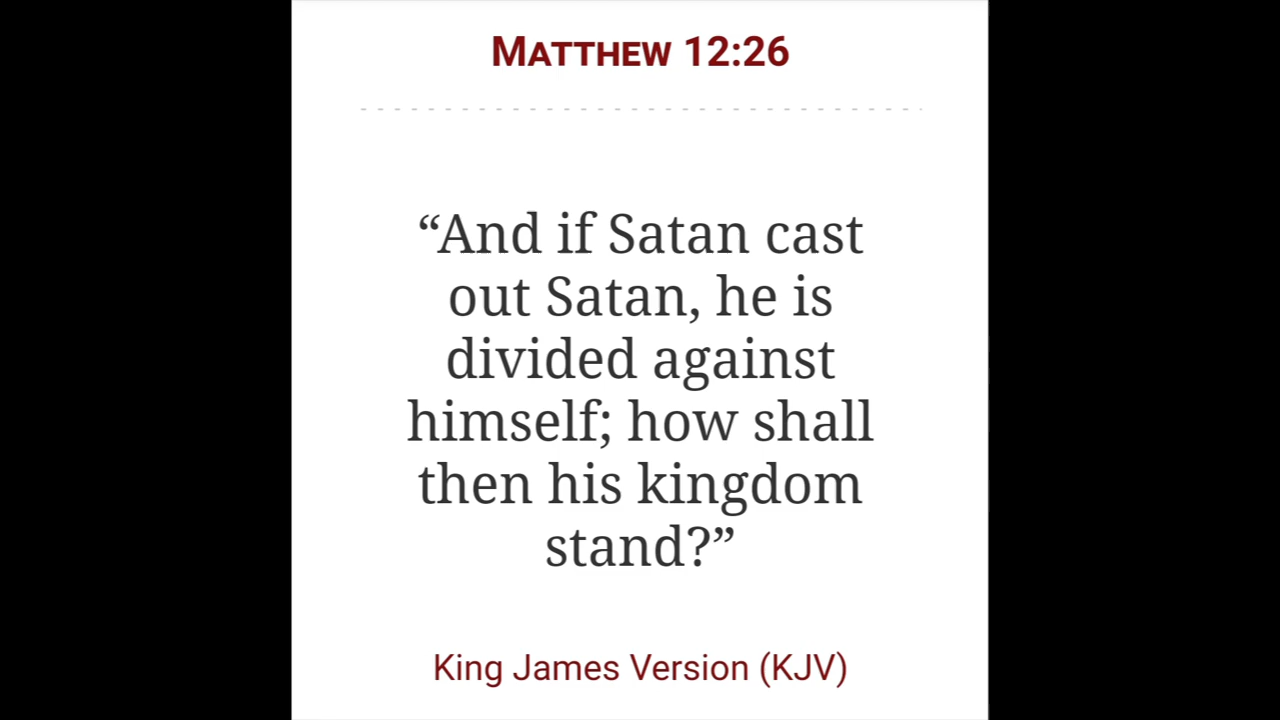 Matthew 12:26
“And if Satan cast
out Satan, he is
divided against
himself; how shall
then his kingdom
stand?”
King James Version (KJV)